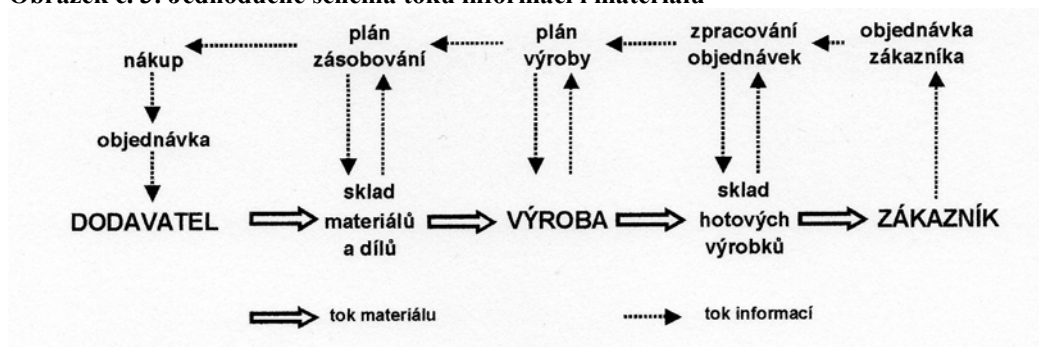 Obrázek č. 3: Jednoduché schéma toku informací i materiálu
nákup
plán
zásobování
plán
výroby
zpracování
objednávek
objednávka
zákazníka
objednávka
DODAVATEL
sklad
materiálů
a dílů
VÝROBA
sklad
hotových
výrobků
ZÁKAZNÍK
tok materiálu
tok informací